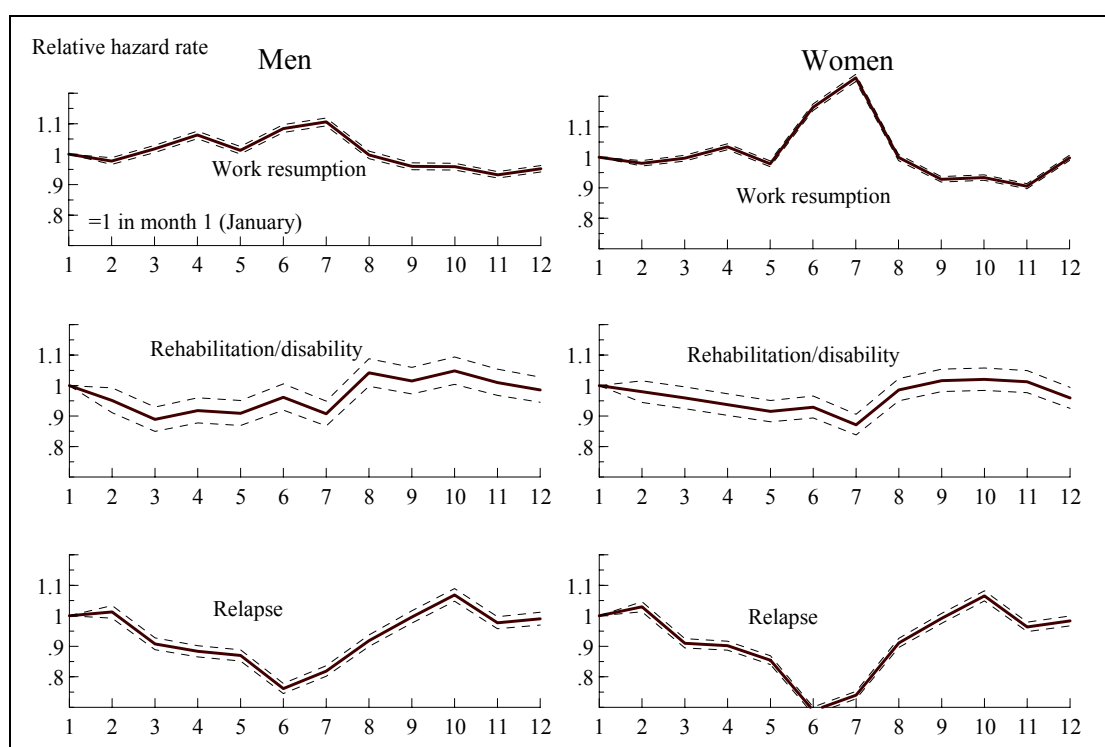 Relative hazard rate
Men
Women
1.1
1
.9
.8
Work resumption
=1 in month 1 (January)
1 2 3 4 5 6 7 8 9 10 11 12
1.1
1
.9
.8
Work resumption
1 2 3 4 5 6 7 8 9 10 11 12
1.1
1
.9
.8
.7
Rehabilitation/disability
1 2 3 4 5 6 7 8 9 10 11 12
1.1
1
.9
.8
.7
Rehabilitation/disability
1 2 3 4 5 6 7 8 9 10 11 12
1.1
1
.9
.8
Relapse
1 2 3 4 5 6 7 8 9 10 11 12
1.1
1
.9
.8
Relapse
1 2 3 4 5 6 7 8 9 10 11 12